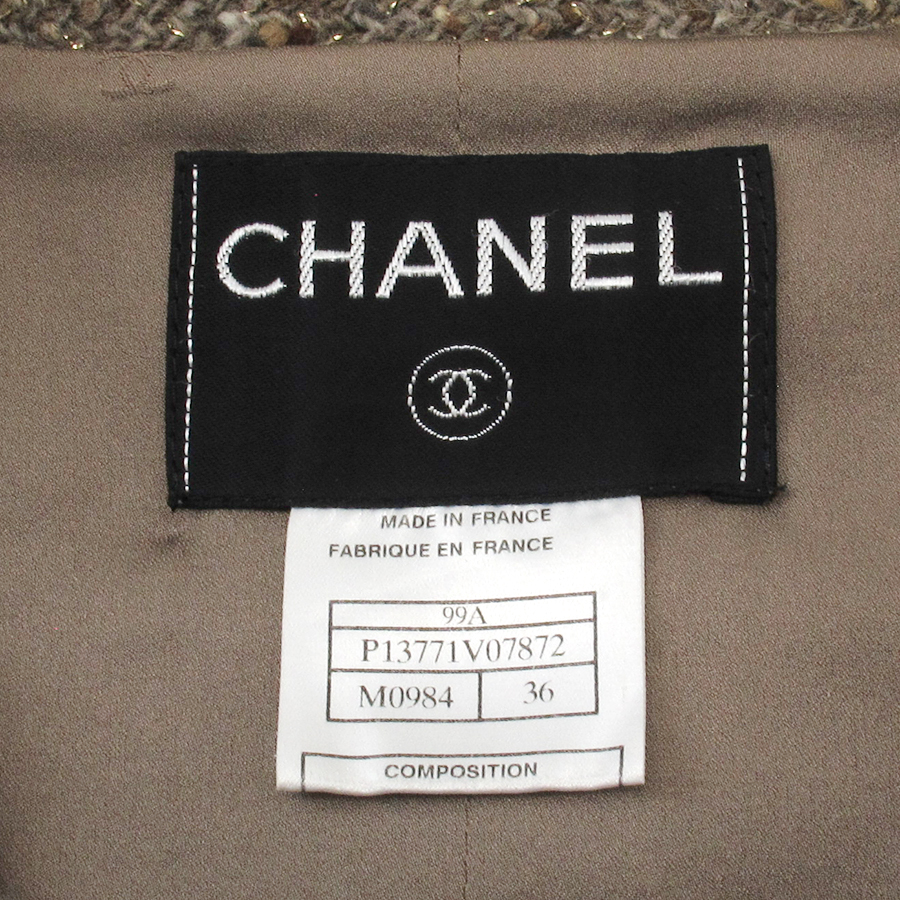 CHANEL
MADE IN FRANCE
FABRIQUE EN FRANCE
99A
P13771V07872
M0984 36
COMPOSITION